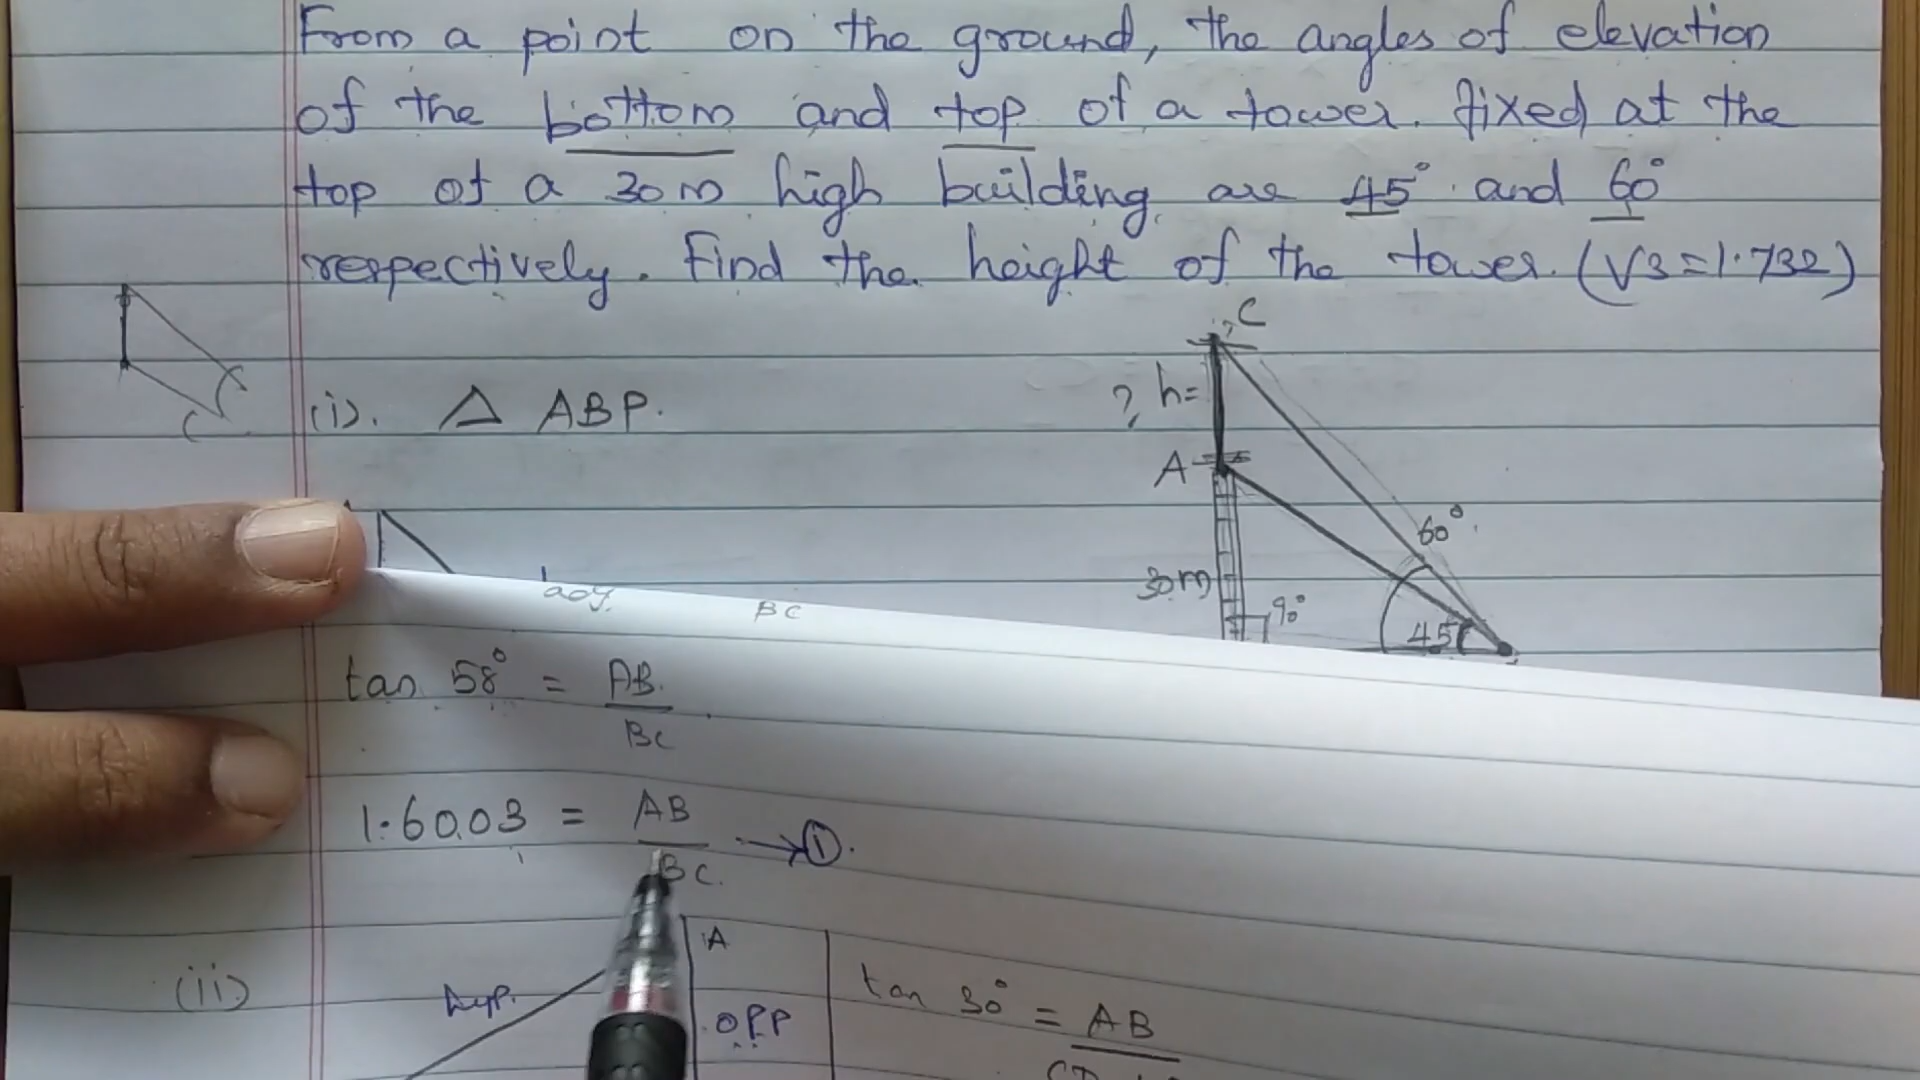 From a point on the ground, the angles of elevation
of the bottom and top of a tower. fixed at the
top of a 30m high building, are 45° and 60°
respectively. Find the height of the tower. (√3=1.732)
C
? h=
(i). △ ABP.
A
60°
30m
90°
45
adj.
BC
tan 58° = AB.
BC
1.6003 = AB → ①.
BC.
(ii)
hyp.
A
OPP
tan 30° = AB